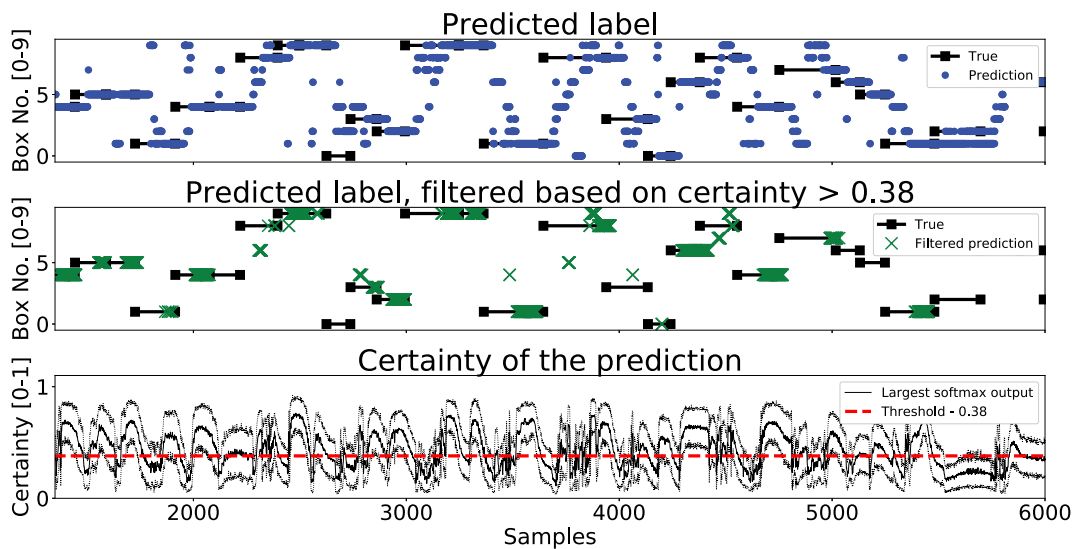 Predicted label
Box No. [0-9]
5
0
True
Prediction
Predicted label, filtered based on certainty > 0.38
Box No. [0-9]
5
0
True
Filtered prediction
Certainty of the prediction
Certainty [0-1]
1
0
Largest softmax output
Threshold - 0.38
2000 3000 4000 5000 6000
Samples